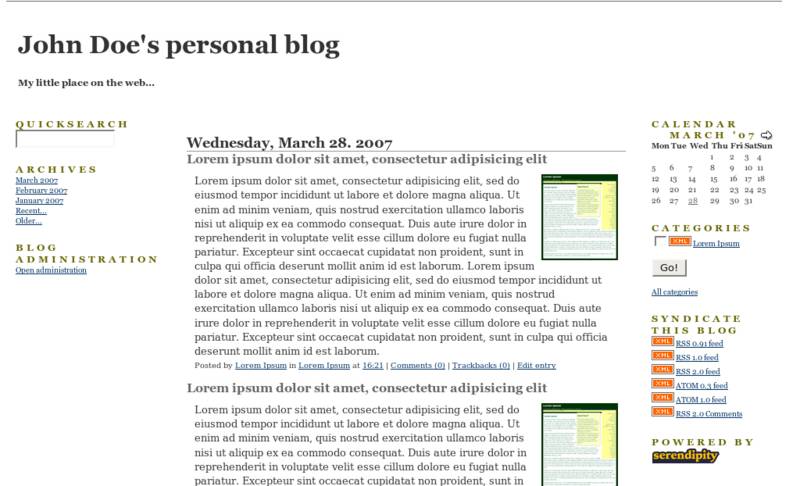 John Doe's personal blog
My little place on the web...
QUICKSEARCH
ARCHIVES
March 2007
February 2007
January 2007
Recent...
Older...
BLOG
ADMINISTRATION
Open administration
Wednesday, March 28. 2007
Lorem ipsum dolor sit amet, consectetur adipisicing elit
Lorem ipsum dolor sit amet, consectetur adipisicing elit, sed do
eiusmod tempor incididunt ut labore et dolore magna aliqua. Ut
enim ad minim veniam, quis nostrud exercitation ullamco laboris
nisi ut aliquip ex ea commodo consequat. Duis aute irure dolor in
reprehenderit in voluptate velit esse cillum dolore eu fugiat nulla
pariatur. Excepteur sint occaecat cupidatat non proident, sunt in
culpa qui officia deserunt mollit anim id est laborum. Lorem ipsum
dolor sit amet, consectetur adipisicing elit, sed do eiusmod tempor incididunt ut
labore et dolore magna aliqua. Ut enim ad minim veniam, quis nostrud
exercitation ullamco laboris nisi ut aliquip ex ea commodo consequat. Duis aute
irure dolor in reprehenderit in voluptate velit esse cillum dolore eu fugiat nulla
pariatur. Excepteur sint occaecat cupidatat non proident, sunt in culpa qui officia
deserunt mollit anim id est laborum.
Posted by Lorem Ipsum in Lorem Ipsum at 16:21 | Comments (0) | Trackbacks (0) | Edit entry
Lorem ipsum dolor sit amet, consectetur adipisicing elit
Lorem ipsum dolor sit amet, consectetur adipisicing elit, sed do
eiusmod tempor incididunt ut labore et dolore magna aliqua. Ut
enim ad minim veniam, quis nostrud exercitation ullamco laboris
nisi ut aliquip ex ea commodo consequat. Duis aute irure dolor in
reprehenderit in voluptate velit esse cillum dolore eu fugiat nulla
pariatur. Excepteur sint occaecat cupidatat non proident, sunt in
CALENDAR
MARCH '07
Mon Tue Wed Thu Fri Sat Sun
1 2 3 4
5 6 7 8 9 10 11
12 13 14 15 16 17 18
19 20 21 22 23 24 25
26 27 28 29 30 31
CATEGORIES
XML Lorem Ipsum
Go!
All categories
SYNDICATE
THIS BLOG
XML RSS 0.91 feed
XML RSS 1.0 feed
XML RSS 2.0 feed
XML ATOM 0.3 feed
XML ATOM 1.0 feed
XML RSS 2.0 Comments
POWERED BY
serendipity